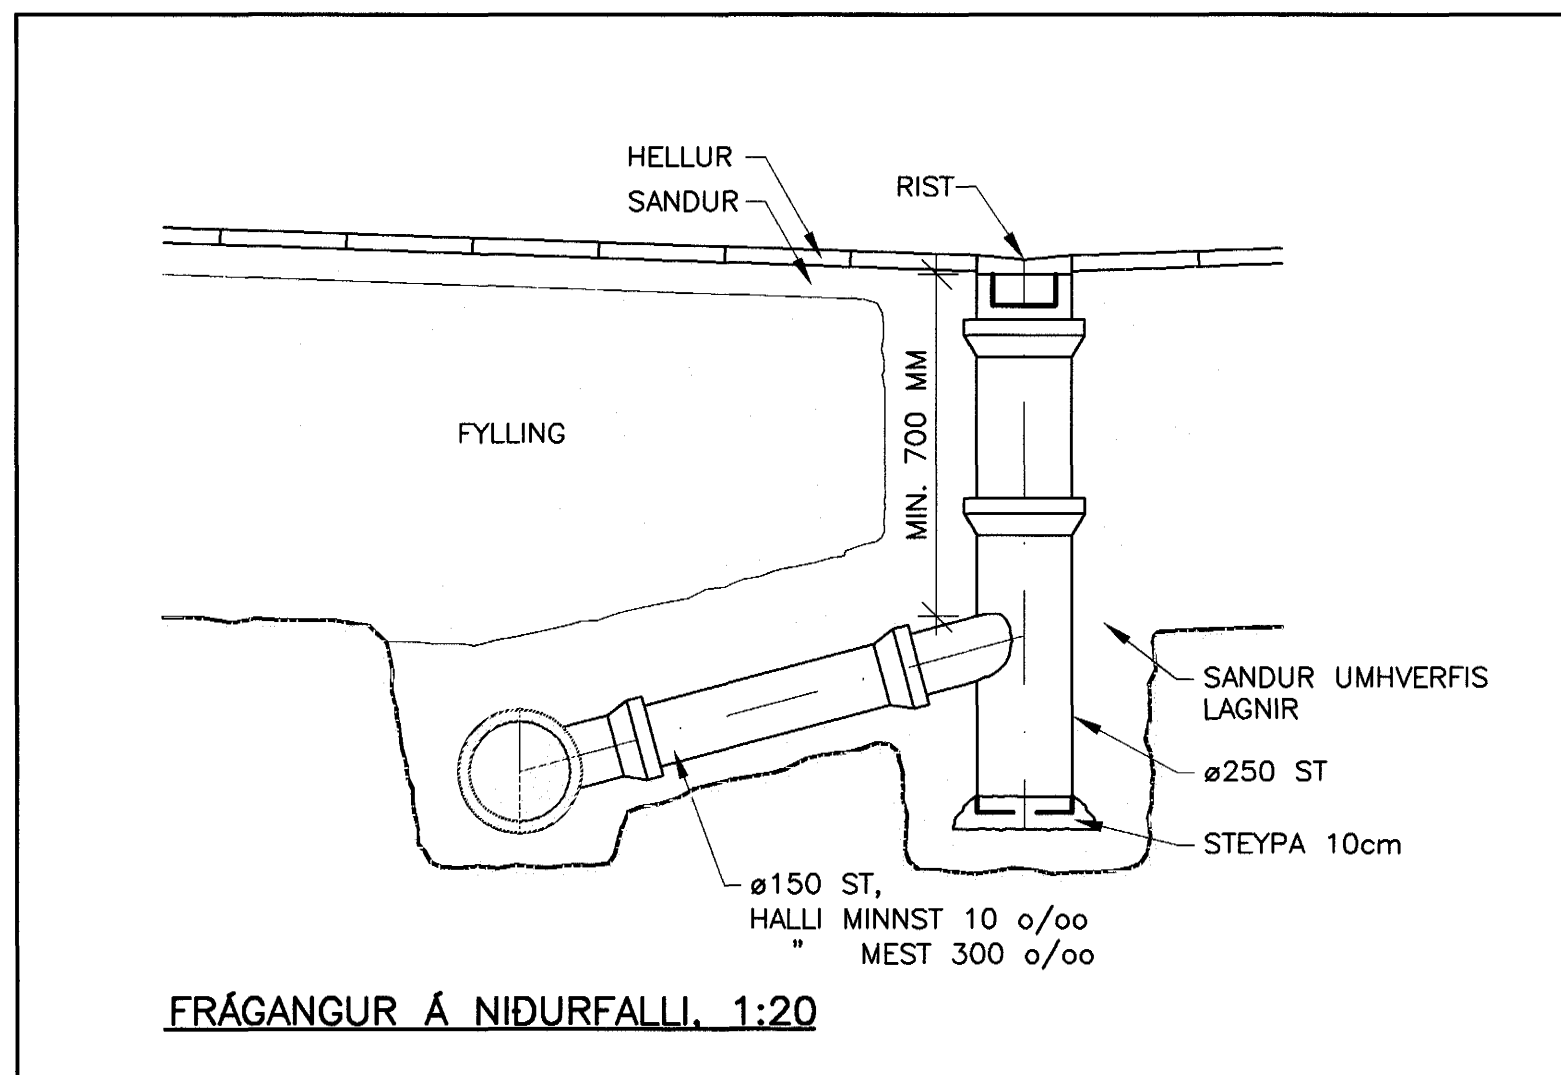 HELLUR
SANDUR
RIST
FYLLING
MIN. 700 MM
SANDUR UMHVERFIS
LAGNIR
ø250 ST
STEYPA 10cm
ø150 ST,
HALLI MINNST 10 o/oo
" MEST 300 o/oo
FRÁGANGUR Á NIÐURFALLI, 1:20